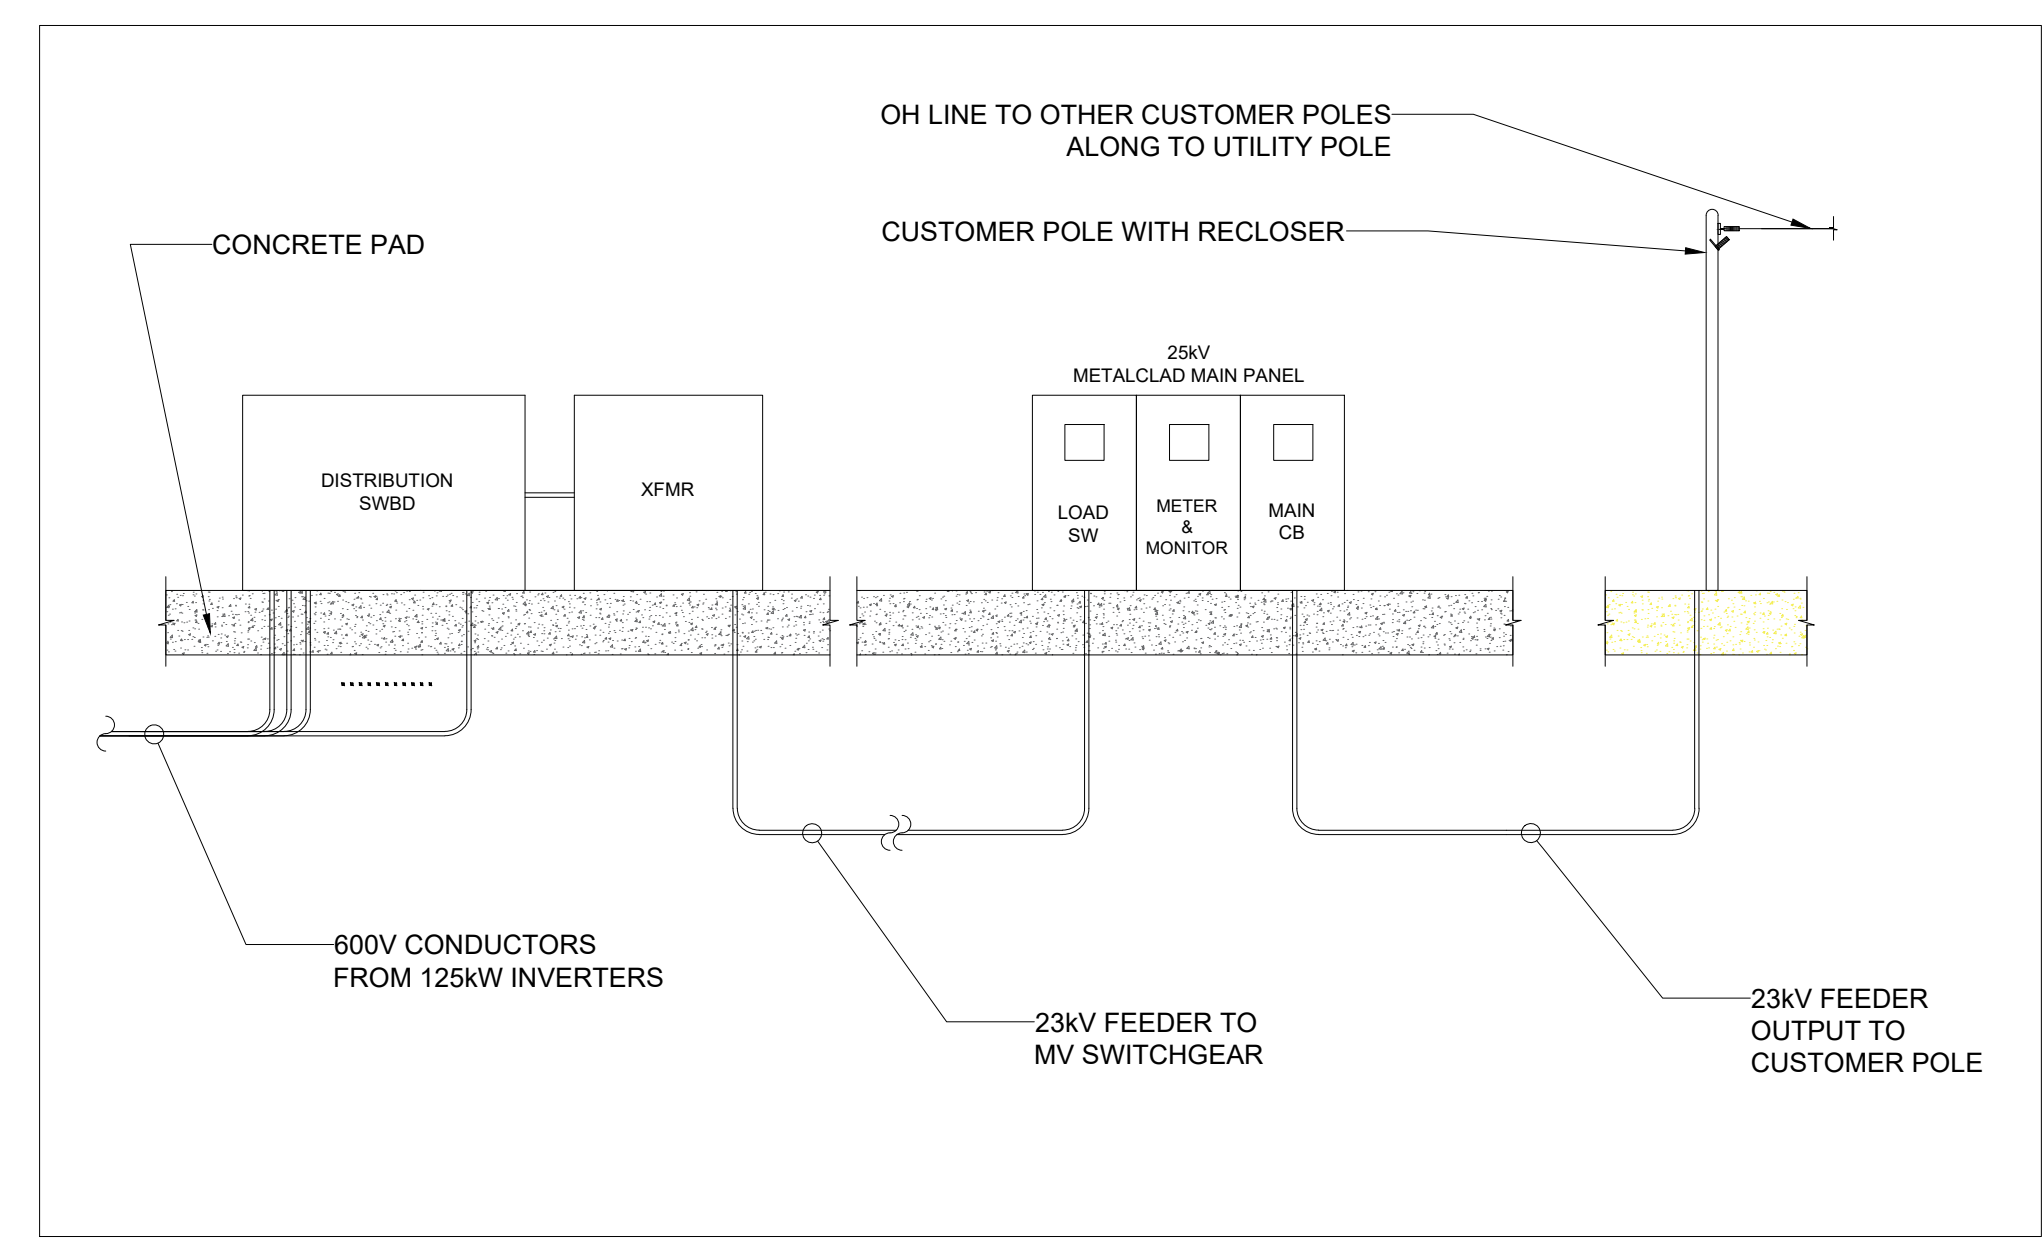 OH LINE TO OTHER CUSTOMER POLES
ALONG TO UTILITY POLE
CUSTOMER POLE WITH RECLOSER
CONCRETE PAD
25kV
METALCLAD MAIN PANEL
DISTRIBUTION
SWBD
XFMR
LOAD
SW
METER
&
MONITOR
MAIN
CB
600V CONDUCTORS
FROM 125kW INVERTERS
23kV FEEDER TO
MV SWITCHGEAR
23kV FEEDER
OUTPUT TO
CUSTOMER POLE